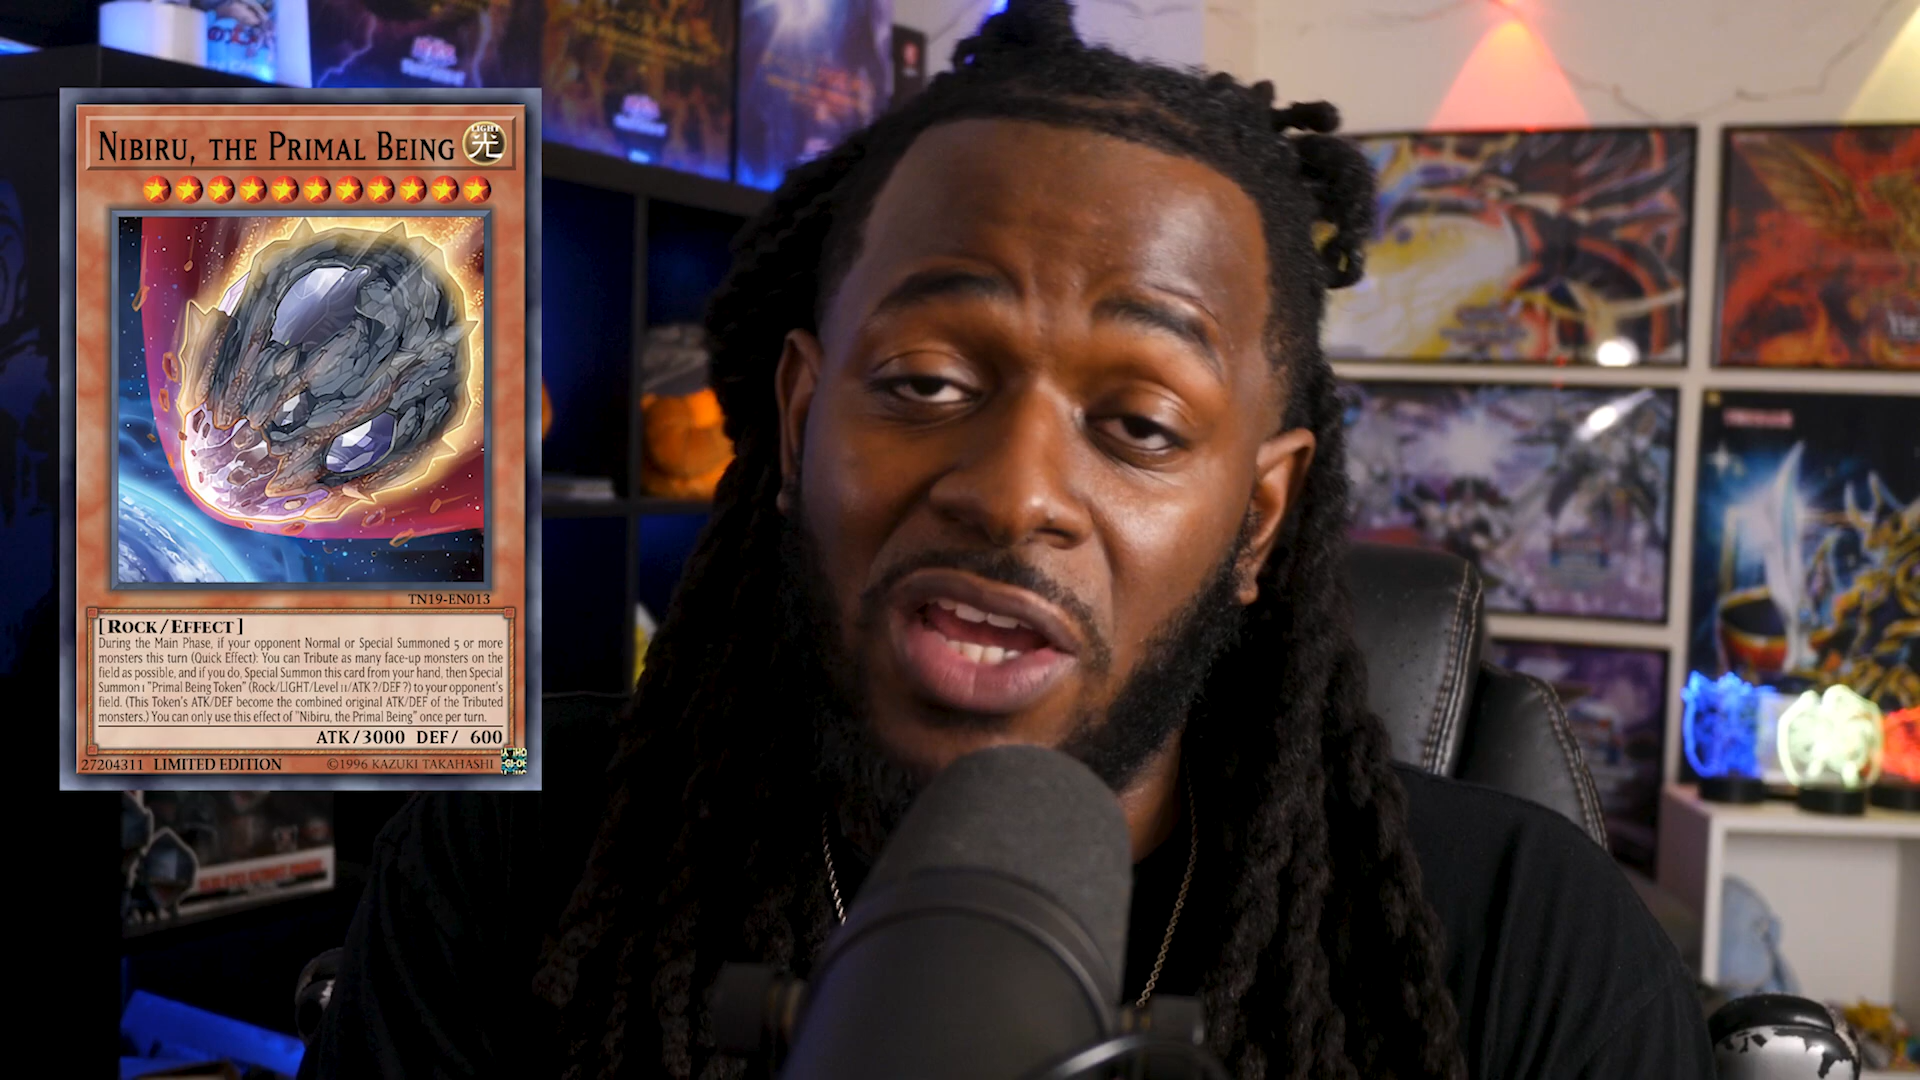 NIBIRU, THE PRIMAL BEING
LIGHT
光
TN19-EN013
[ROCK/EFFECT]
During the Main Phase, if your opponent Normal or Special Summoned 5 or more
monsters this turn (Quick Effect): You can Tribute as many face-up monsters on the
field as possible, and if you do, Special Summon this card from your hand, then Special
Summon 1 "Primal Being Token" (Rock/LIGHT/Level 11/ATK ?/DEF ?) to your opponent's
field. (This Token's ATK/DEF become the combined original ATK/DEF of the Tributed
monsters.) You can only use this effect of "Nibiru, the Primal Being" once per turn.
ATK/3000 DEF/ 600
27204311 LIMITED EDITION ©1996 KAZUKI TAKAHASHI